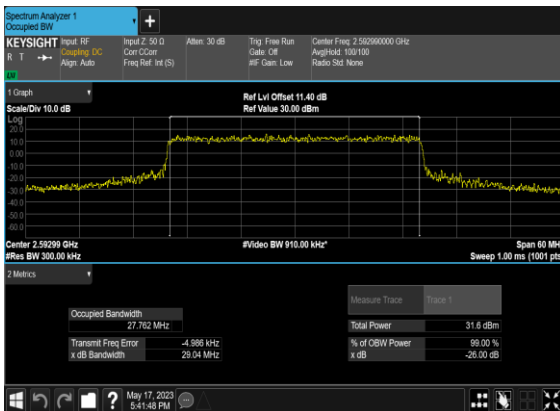 Spectrum Analyzer 1
Occupied BW
KEYSIGHT
R T
LV
Input: RF
Coupling: DC
Align: Auto
Input Z: 50 Ω
Corr CCorr
Freq Ref: Int (S)
Atten: 30 dB
Trig: Free Run
Gate: Off
#IF Gain: Low
Center Freq: 2.592990000 GHz
Avg|Hold: 100/100
Radio Std: None
1 Graph
Scale/Div 10.0 dB
Ref Lvl Offset 11.40 dB
Ref Value 30.00 dBm
Log
20.0
10.0
0.00
-10.0
-20.0
-30.0
-40.0
-50.0
-60.0
Center 2.59299 GHz
#Res BW 300.00 kHz
#Video BW 910.00 kHz*
Span 60 MH
Sweep 1.00 ms (1001 pts
2 Metrics
Measure Trace Trace 1
Occupied Bandwidth
27.762 MHz
Total Power 31.6 dBm
Transmit Freq Error -4.986 kHz
% of OBW Power 99.00 %
x dB Bandwidth 29.04 MHz
x dB -26.00 dB
?
May 17, 2023
5:41:48 PM